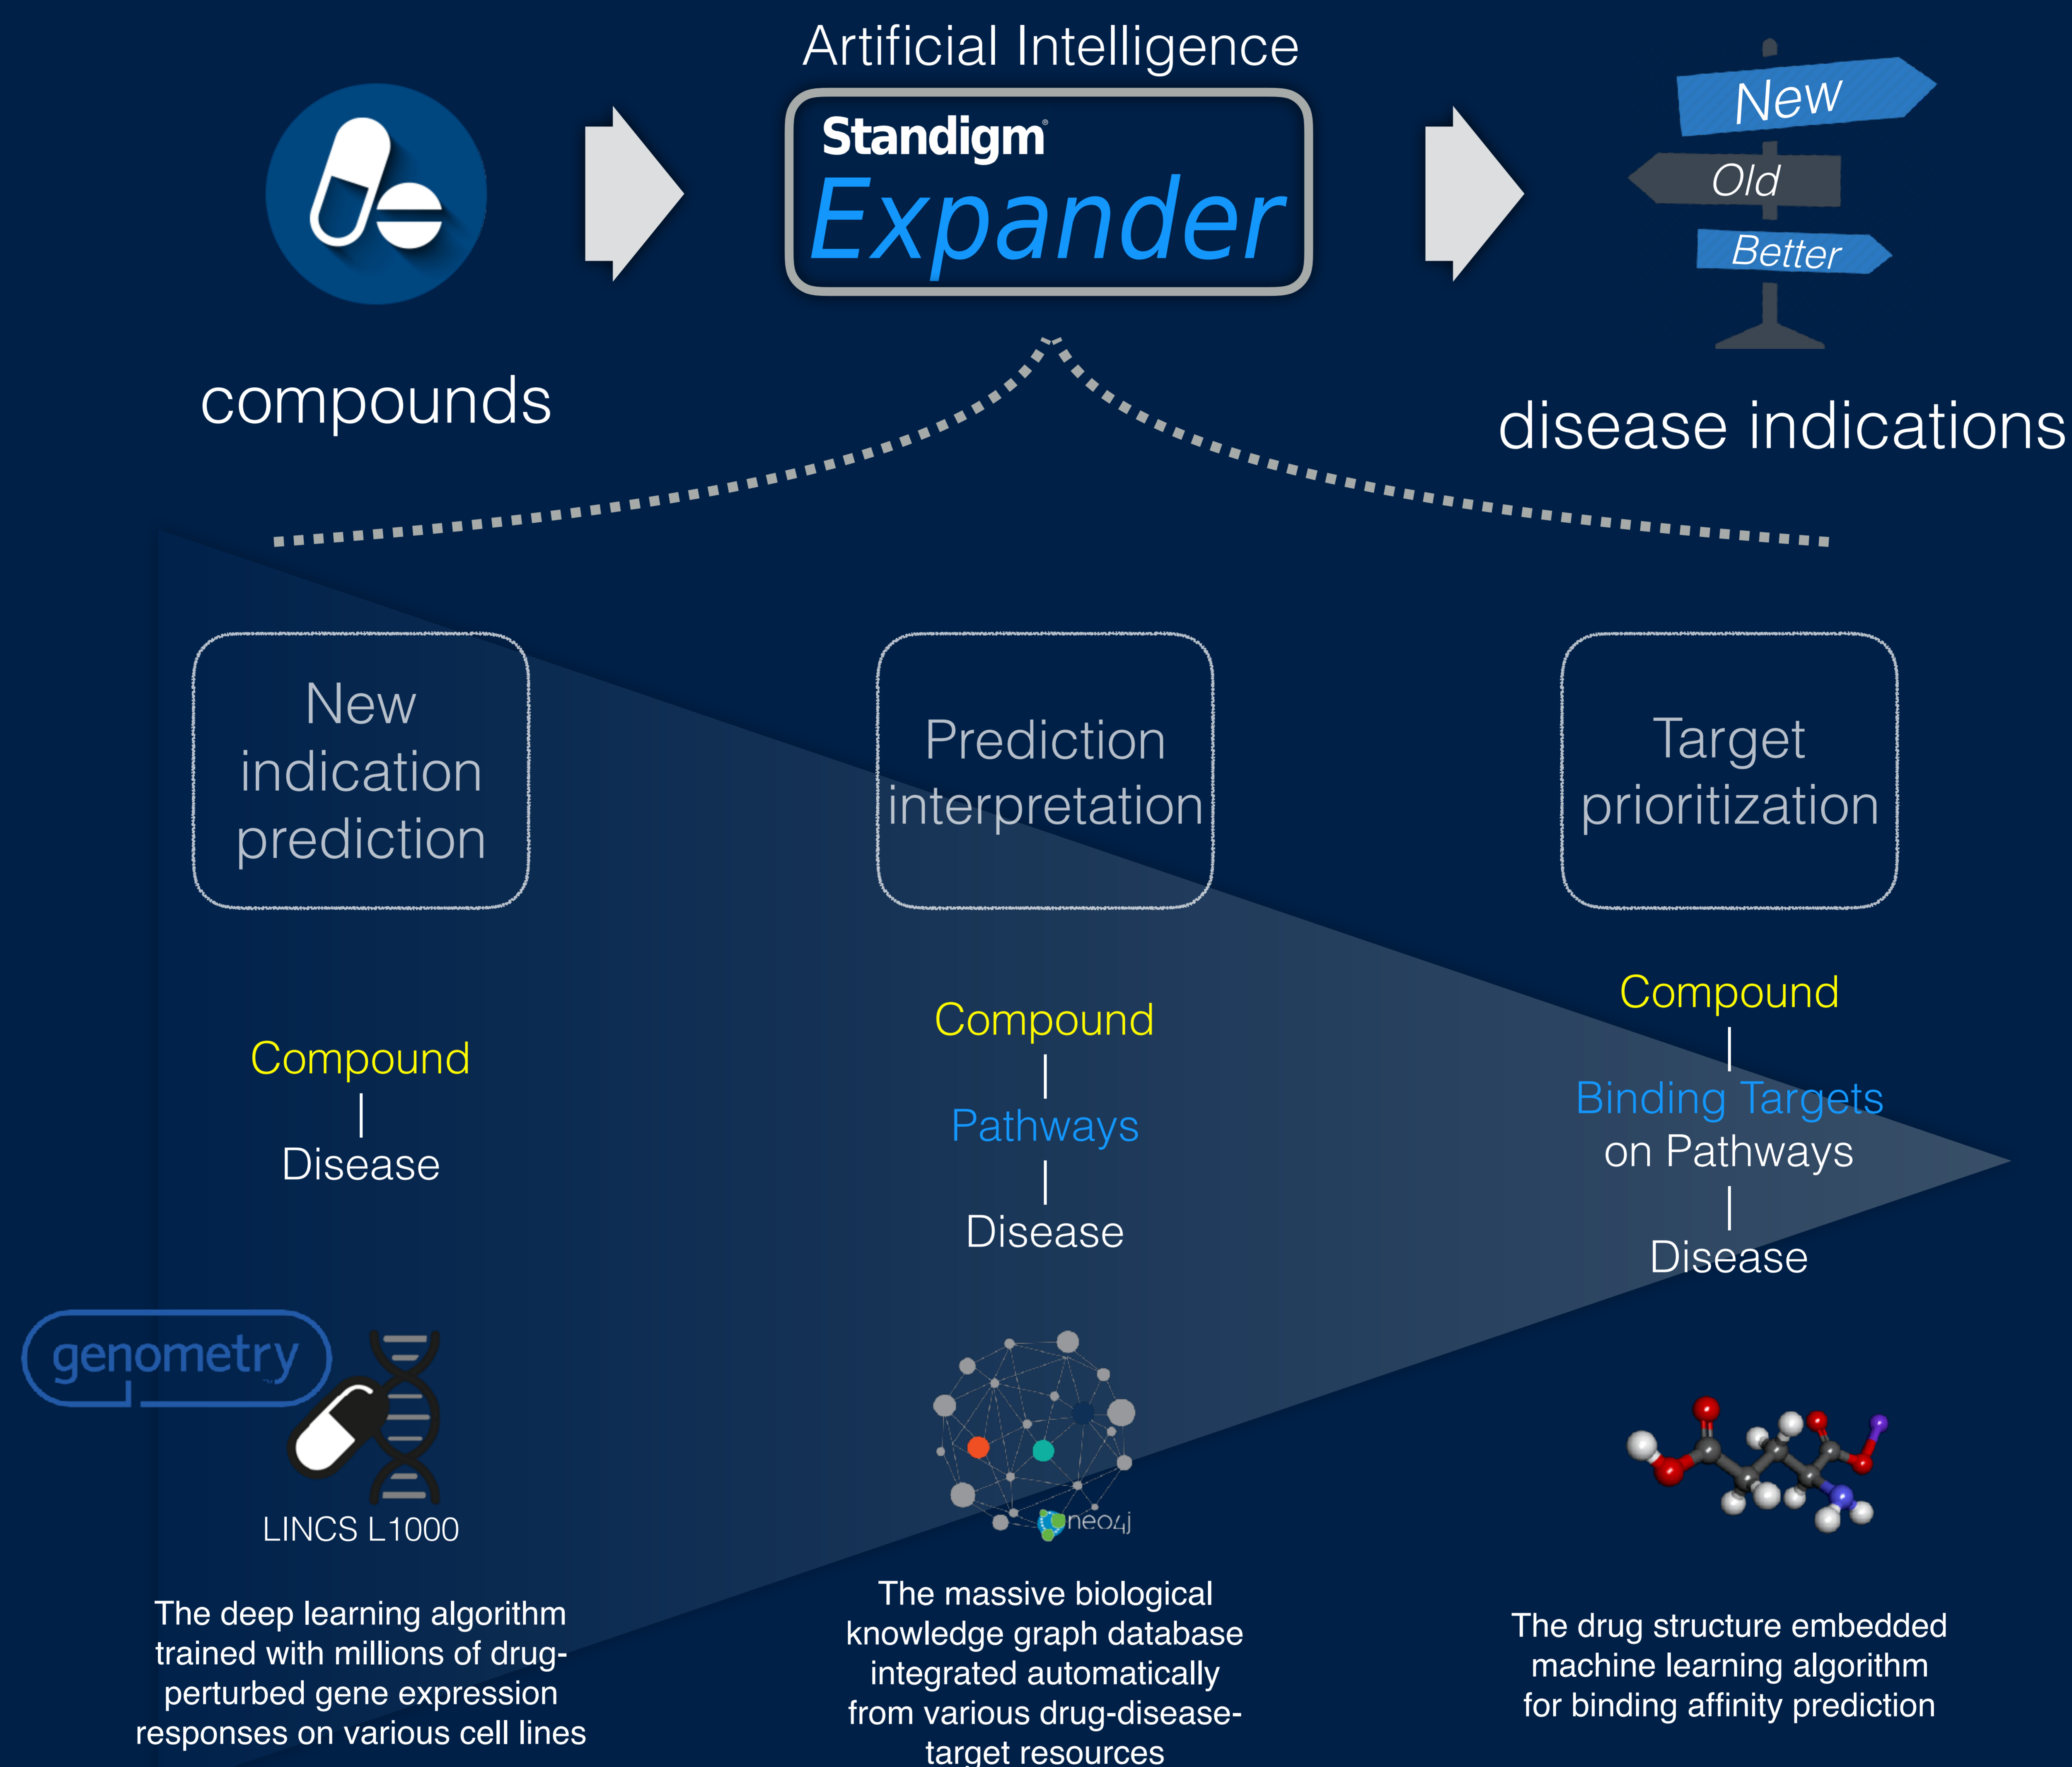 Artificial Intelligence
Standigm®
Expander
New
Old
Better
compounds
disease indications
New
indication
prediction
Prediction
interpretation
Target
prioritization
Compound
Disease
Compound
Pathways
Disease
Compound
Binding Targets
on Pathways
Disease
genometry
LINCS L1000
neo4j
The deep learning algorithm
trained with millions of drug-
perturbed gene expression
responses on various cell lines
The massive biological
knowledge graph database
integrated automatically
from various drug-disease-
target resources
The drug structure embedded
machine learning algorithm
for binding affinity prediction